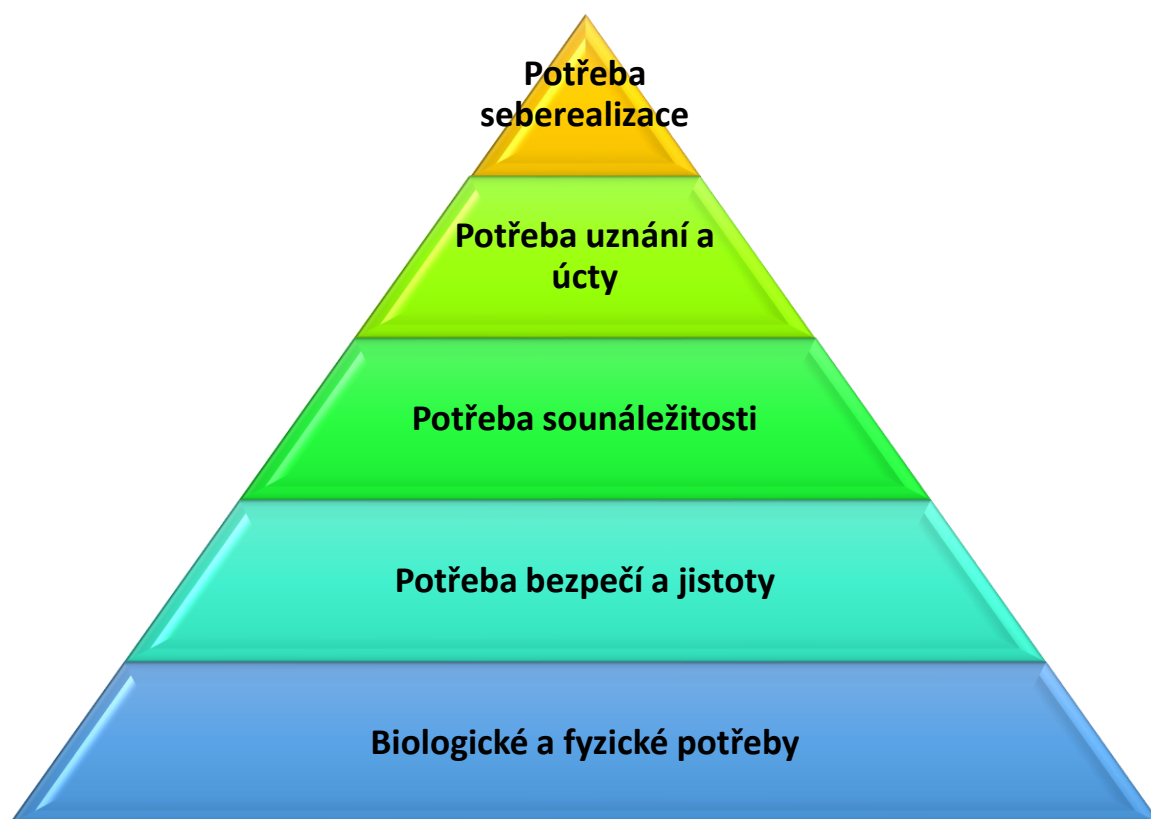 Potřeba
seberealizace
Potřeba uznání a
úcty
Potřeba sounáležitosti
Potřeba bezpečí a jistoty
Biologické a fyzické potřeby